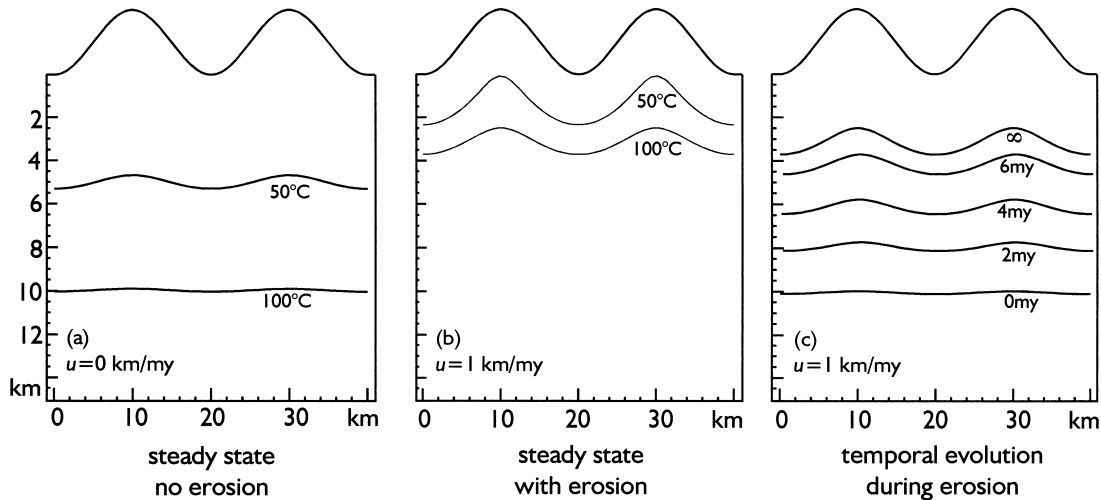 2
4
6
8
10
12
km
50°C
100°C
(a)
u=0 km/my
0 10 20 30 km
steady state
no erosion
50°C
100°C
(b)
u=1 km/my
0 10 20 30 km
steady state
with erosion
∞
6my
4my
2my
0my
(c)
u=1 km/my
0 10 20 30 km
temporal evolution
during erosion